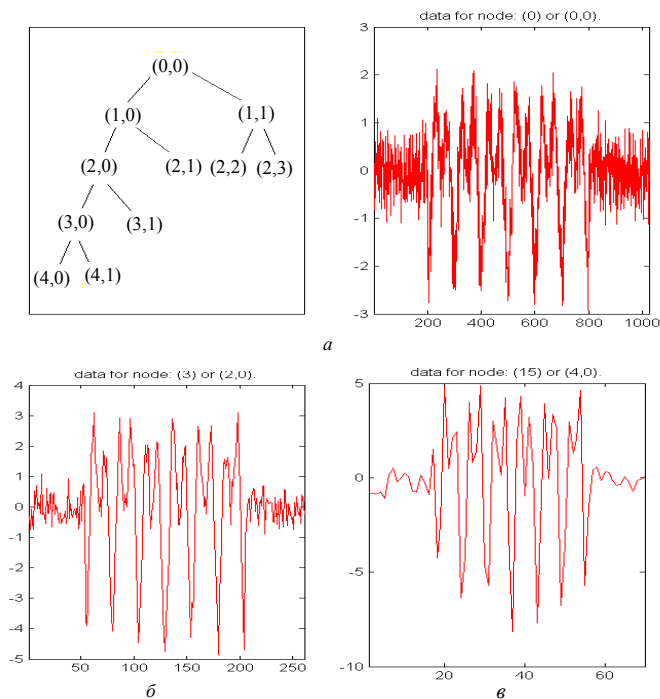 data for node: (0) or (0,0).
(0,0)
(1,0) (1,1)
(2,0) (2,1) (2,2) (2,3)
(3,0) (3,1)
(4,0) (4,1)
3
2
1
0
-1
-2
-3
200 400 600 800 1000
а
data for node: (3) or (2,0).
4
3
2
1
0
-1
-2
-3
-4
-5
50 100 150 200 250
б
data for node: (15) or (4,0).
5
0
-5
-10
20 40 60
в